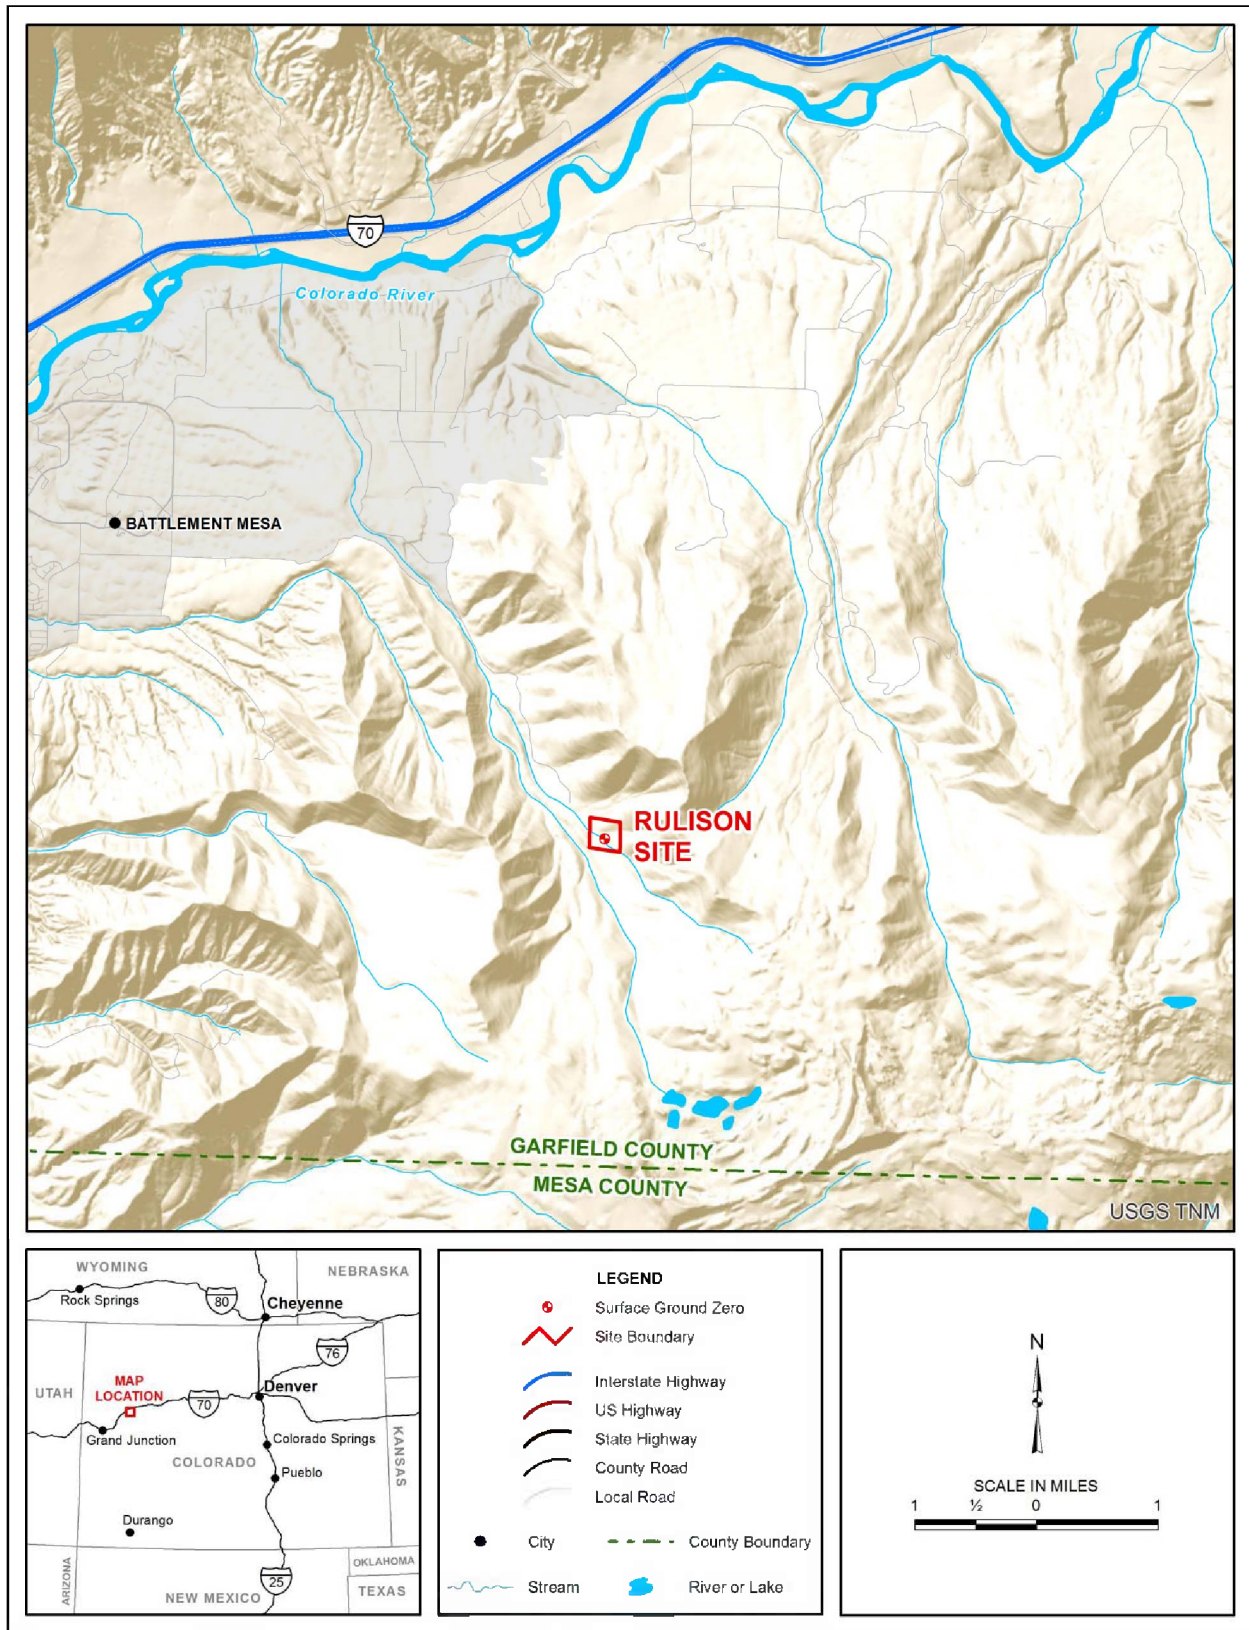 70
Colorado River
BATTLEMENT MESA
RULISON
SITE
GARFIELD COUNTY
MESA COUNTY
USGS TNM
WYOMING
NEBRASKA
Rock Springs
80
Cheyenne
76
UTAH
MAP
LOCATION
Denver
70
Grand Junction
Colorado Springs
COLORADO
KANSAS
Pueblo
Durango
ARIZONA
OKLAHOMA
25
NEW MEXICO
TEXAS
LEGEND
Surface Ground Zero
Site Boundary
Interstate Highway
US Highway
State Highway
County Road
Local Road
City
County Boundary
Stream
River or Lake
N
SCALE IN MILES
1 ½ 0 1